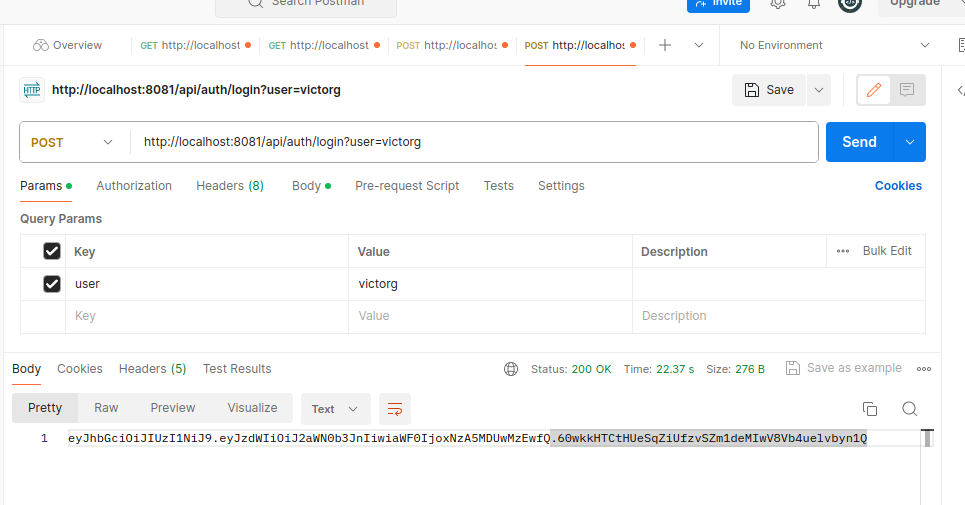 Search Postman
Invite
Upgrade
Overview
GET http://localhost
GET http://localhost
POST http://localhos
POST http://localhos
No Environment
HTTP
http://localhost:8081/api/auth/login?user=victorg
Save
POST
http://localhost:8081/api/auth/login?user=victorg
Send
Params
Authorization
Headers (8)
Body
Pre-request Script
Tests
Settings
Cookies
Query Params
Key
Value
Description
Bulk Edit
user
victorg
Key
Value
Description
Body
Cookies
Headers (5)
Test Results
Status: 200 OK
Time: 22.37 s
Size: 276 B
Save as example
Pretty
Raw
Preview
Visualize
Text
1
eyJhbGciOiJIUzI1NiJ9.eyJzdWIiOiJ2aWN0b3JnIiwiaWF0IjoxNzA5MDUwMzEwfQ.60wkkHTCtHUeSqZiUfzvSZm1deMIwV8Vb4ue1vbyn1Q